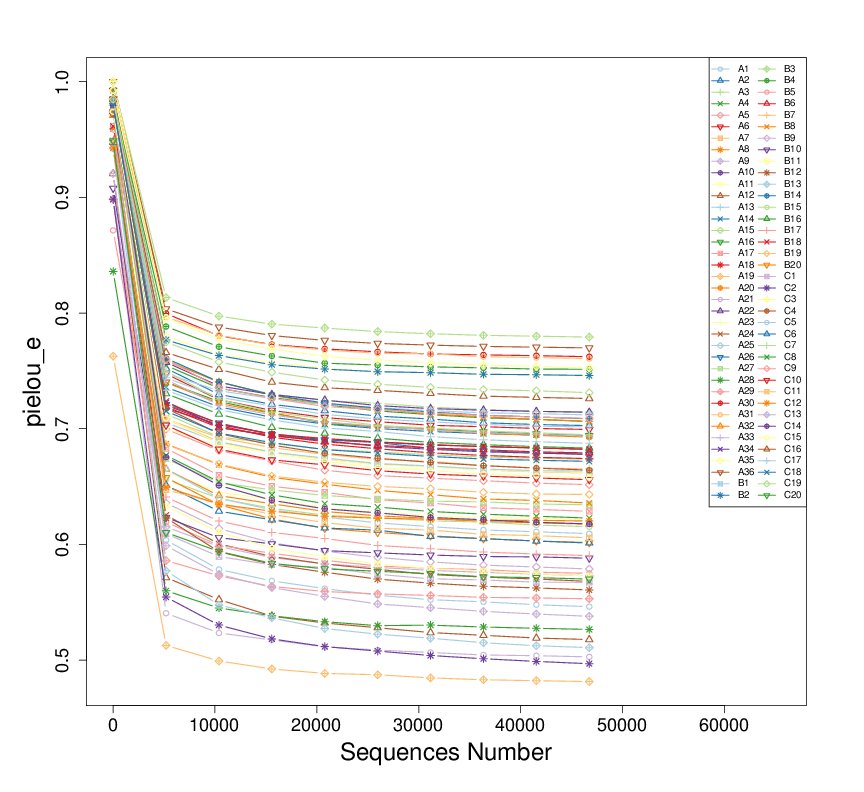 1.0
0.9
0.8
0.7
0.6
0.5
pielou_e
0
10000
20000
30000
40000
50000
60000
Sequences Number
A1 B3
A2 B4
A3 B5
A4 B6
A5 B7
A6 B8
A7 B9
A8 B10
A9 B11
A10 B12
A11 B13
A12 B14
A13 B15
A14 B16
A15 B17
A16 B18
A17 B19
A18 B20
A19 C1
A20 C2
A21 C3
A22 C4
A23 C5
A24 C6
A25 C7
A26 C8
A27 C9
A28 C10
A29 C11
A30 C12
A31 C13
A32 C14
A33 C15
A34 C16
A35 C17
A36 C18
B1 C19
B2 C20